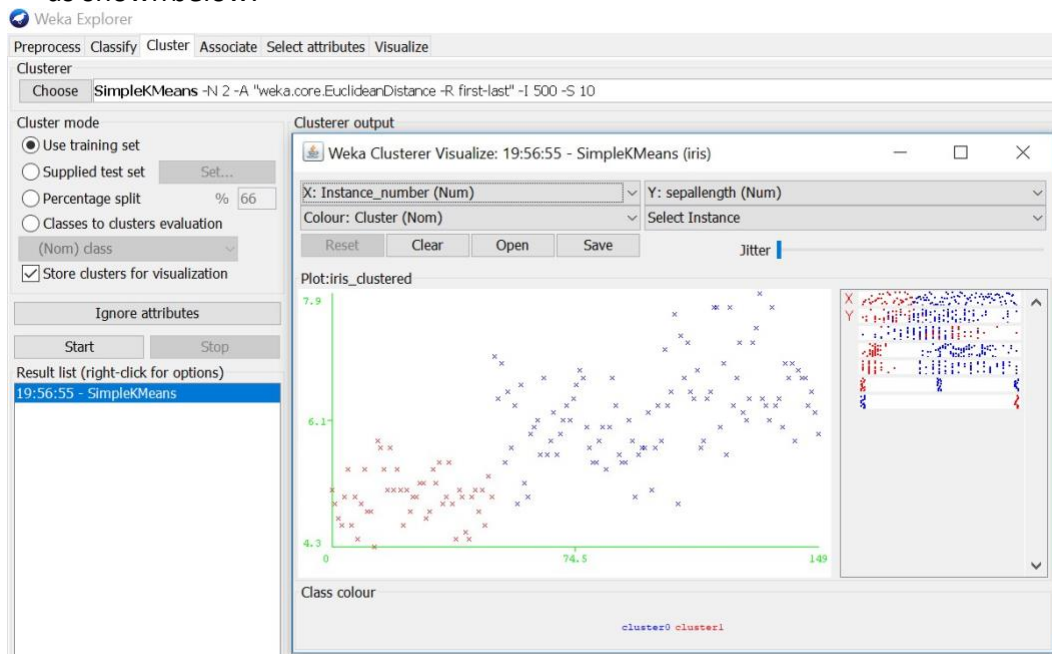 as shown below:
Weka Explorer
Preprocess Classify Cluster Associate Select attributes Visualize
Clusterer
Choose SimpleKMeans -N 2 -A "weka.core.EuclideanDistance -R first-last" -I 500 -S 10
Cluster mode
Use training set
Supplied test set Set...
Percentage split % 66
Classes to clusters evaluation
(Nom) class
Store clusters for visualization
Ignore attributes
Start Stop
Result list (right-click for options)
19:56:55 - SimpleKMeans
Clusterer output
Weka Clusterer Visualize: 19:56:55 - SimpleKMeans (iris)
X: Instance_number (Num) Y: sepallength (Num)
Colour: Cluster (Nom) Select Instance
Reset Clear Open Save Jitter
Plot:iris_clustered
7.9
6.1
4.3
0 74.5 149
X
Y
Class colour
cluster0 cluster1